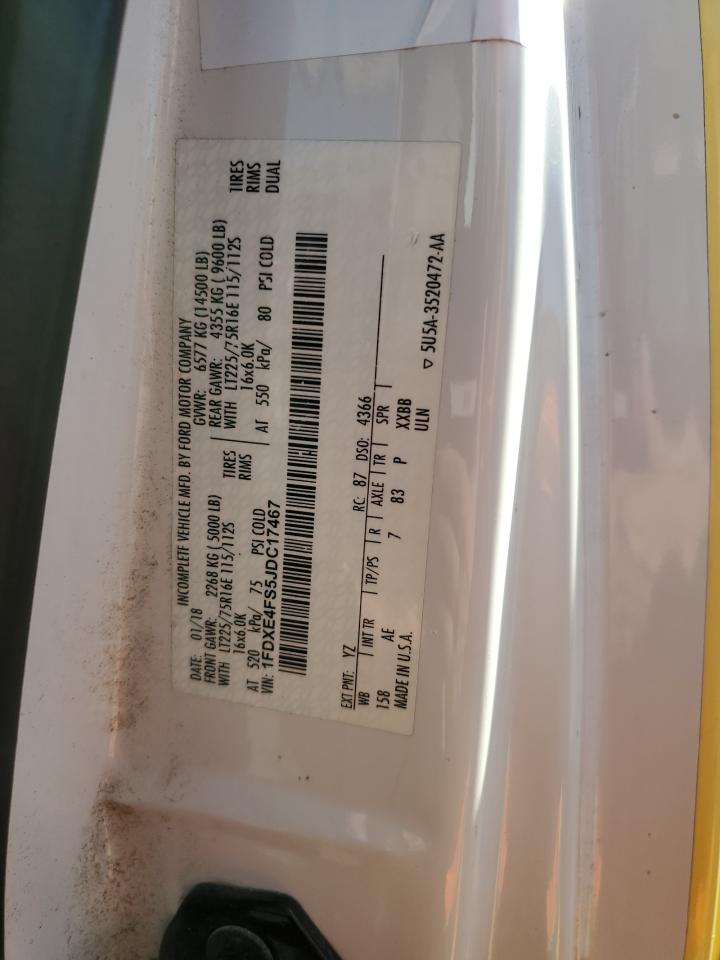 INCOMPLETE VEHICLE MFD. BY FORD MOTOR COMPANY
DATE: 01/18 GVWR: 6577 KG (14500 LB)
FRONT GAWR: 2268 KG ( 5000 LB) REAR GAWR: 4355 KG ( 9600 LB)
WITH LT225/75R16E 115/112S TIRES WITH LT225/75R16E 115/112S TIRES
16x6.0K RIMS 16x6.0K RIMS
AT 520 kPa/ 75 PSI COLD AT 550 kPa/ 80 PSI COLD DUAL
VIN: 1FDXE4FS5JDC17467
EXT PNT: YZ RC: 87 DSO: 4366
WB INT TR TP/PS R AXLE TR SPR
158 AE 7 83 P XXBB
MADE IN U.S.A. ULN
▽ 5U5A-3520472-AA